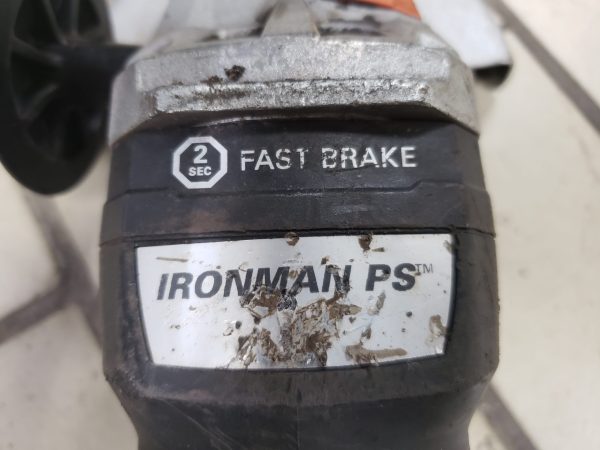 2 SEC FAST BRAKE
IRONMAN PS™